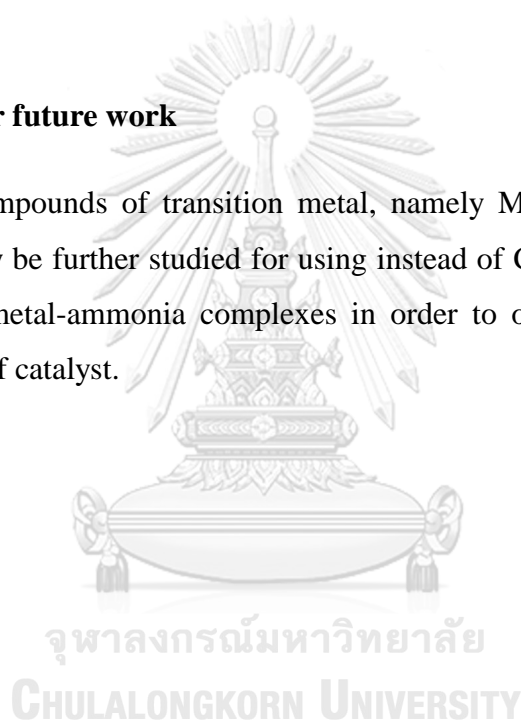 r future work
mpounds of transition metal, namely M
y be further studied for using instead of C
metal-ammonia complexes in order to o
f catalyst.
จุฬาลงกรณ์มหาวิทยาลัย
CHULALONGKORN UNIVERSITY